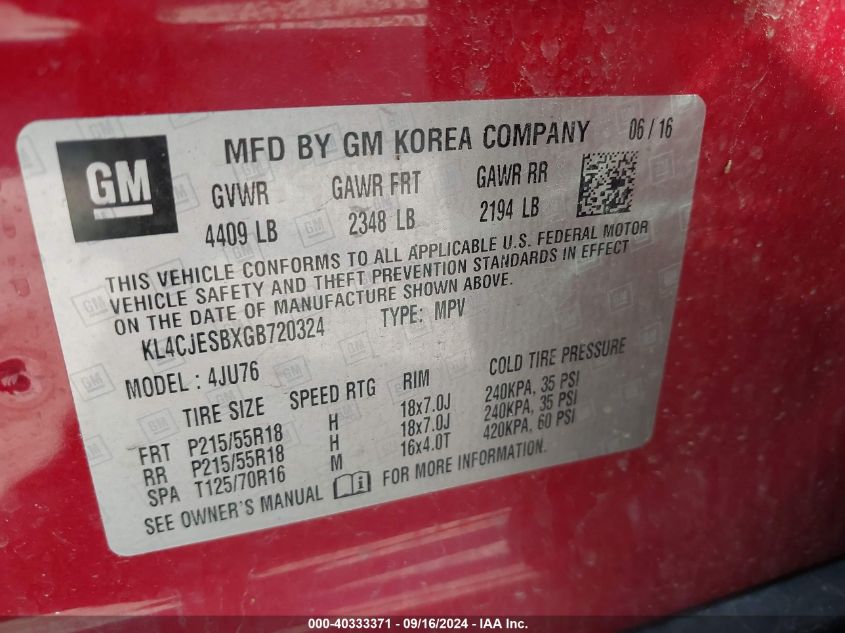 GM
MFD BY GM KOREA COMPANY 06 / 16
GVWR GAWR FRT GAWR RR
4409 LB 2348 LB 2194 LB
THIS VEHICLE CONFORMS TO ALL APPLICABLE U.S. FEDERAL MOTOR
VEHICLE SAFETY AND THEFT PREVENTION STANDARDS IN EFFECT
ON THE DATE OF MANUFACTURE SHOWN ABOVE.
KL4CJESBXGB720324 TYPE: MPV
MODEL : 4JU76
TIRE SIZE SPEED RTG RIM COLD TIRE PRESSURE
FRT P215/55R18 H 18x7.0J 240KPA, 35 PSI
RR P215/55R18 H 18x7.0J 240KPA, 35 PSI
SPA T125/70R16 M 16x4.0T 420KPA, 60 PSI
SEE OWNER'S MANUAL FOR MORE INFORMATION.
000-40333371 - 09/16/2024 - IAA Inc.